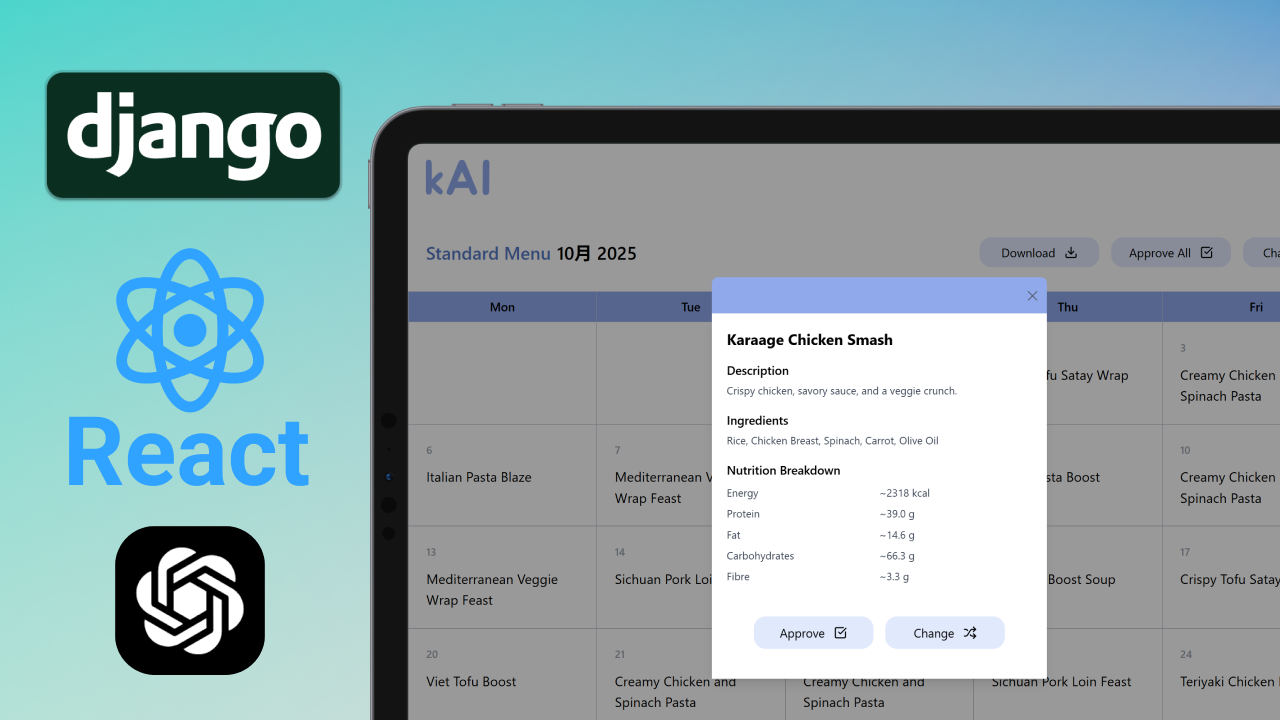 django
React
kAI
Standard Menu 10月 2025
Download
Approve All
Cha
Mon
Tue
Thu
Fri
3
fu Satay Wrap
Creamy Chicken
Spinach Pasta
6
7
10
Italian Pasta Blaze
Mediterranean V
Wrap Feast
sta Boost
Creamy Chicken
Spinach Pasta
13
14
17
Mediterranean Veggie
Wrap Feast
Sichuan Pork Loi
Boost Soup
Crispy Tofu Satay
20
21
24
Viet Tofu Boost
Creamy Chicken and
Spinach Pasta
Creamy Chicken and
Spinach Pasta
Sichuan Pork Loin Feast
Teriyaki Chicken
Karaage Chicken Smash
Description
Crispy chicken, savory sauce, and a veggie crunch.
Ingredients
Rice, Chicken Breast, Spinach, Carrot, Olive Oil
Nutrition Breakdown
Energy ~2318 kcal
Protein ~39.0 g
Fat ~14.6 g
Carbohydrates ~66.3 g
Fibre ~3.3 g
Approve
Change